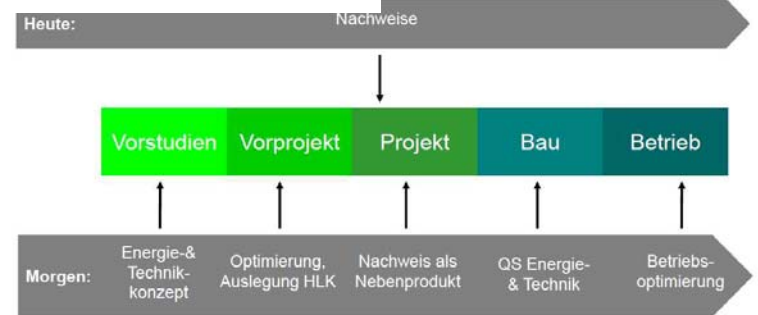 Heute: Nachweise
Vorstudien Vorprojekt Projekt Bau Betrieb
Morgen:
Energie-&
Technik-
konzept
Optimierung,
Auslegung HLK
Nachweis als
Nebenprodukt
QS Energie-
& Technik
Betriebs-
optimierung